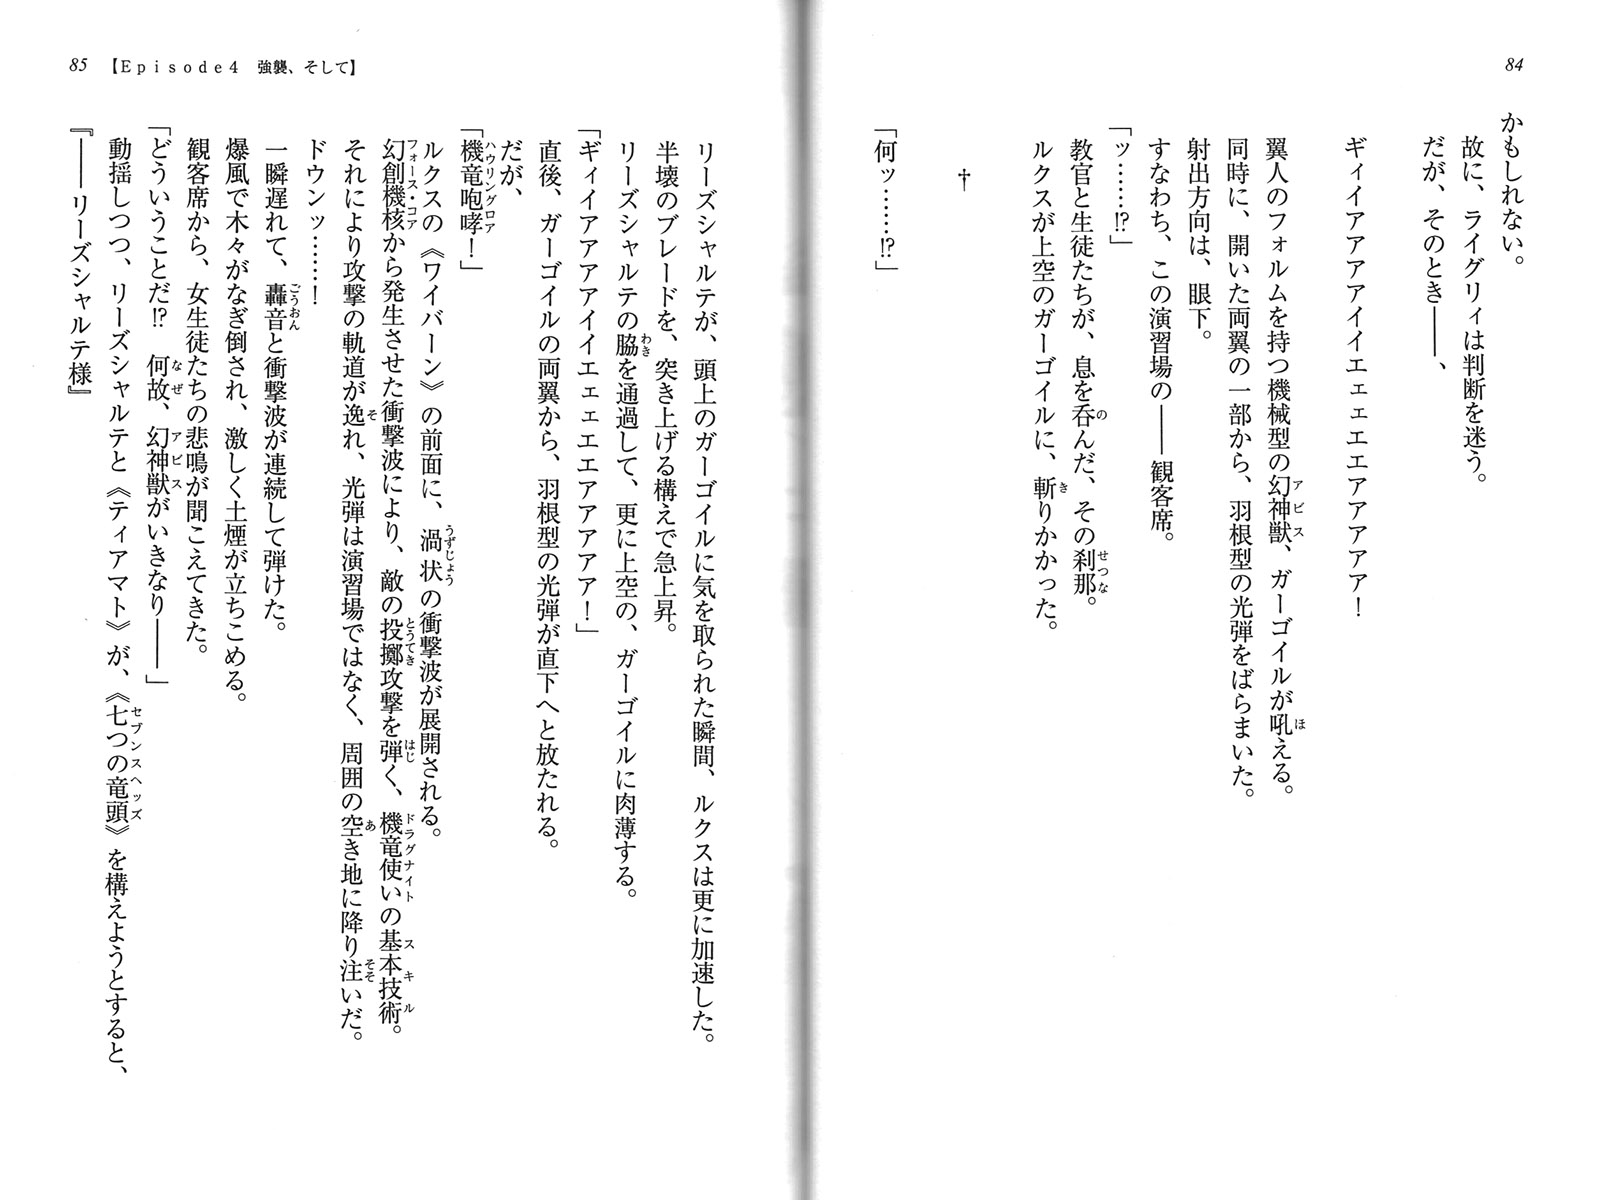 84
かもしれない。
故に、ライグリィは判断を迷う。
だが、そのとき――、
ギィイアアアアイイエェエエアアアアア！
翼人のフォルムを持つ機械型の幻神獣、ガーゴイルが吼える。
同時に、開いた両翼の一部から、羽根型の光弾をばらまいた。
射出方向は、眼下。
すなわち、この演習場の――観客席。
「ッ……⁉」
教官と生徒たちが、息を呑んだ、その刹那。
ルクスが上空のガーゴイルに、斬りかかった。
†
「何ッ……⁉」
85 【Episode4 強襲、そして】
リーズシャルテが、頭上のガーゴイルに気を取られた瞬間、ルクスは更に加速した。
半壊のブレードを、突き上げる構えで急上昇。
リーズシャルテの脇を通過して、更に上空の、ガーゴイルに肉薄する。
「ギィイアアアアイイエェエエエアアアア！」
直後、ガーゴイルの両翼から、羽根型の光弾が直下へと放たれる。
だが、
「機竜咆哮！」
ルクスの《ワイバーン》の前面に、渦状の衝撃波が展開される。
幻創機核から発生させた衝撃波により、敵の投擲攻撃を弾く、機竜使いの基本技術。
それにより攻撃の軌道が逸れ、光弾は演習場ではなく、周囲の空き地に降り注いだ。
ドウンッ……！
一瞬遅れて、轟音と衝撃波が連続して弾けた。
爆風で木々がなぎ倒され、激しく土煙が立ちこめる。
観客席から、女生徒たちの悲鳴が聞こえてきた。
「どういうことだ⁉ 何故、幻神獣がいきなり――」
動揺しつつ、リーズシャルテと《ティアマト》が、《七つの竜頭》を構えようとすると、
『――リーズシャルテ様』